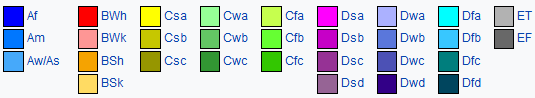 Af BWh Csa Cwa Cfa Dsa Dwa Dfa ET
Am BWk Csb Cwb Cfb Dsb Dwb Dfb EF
Aw/As BSh Csc Cwc Cfc Dsc Dwc Dfc
BSk Dsd Dwd Dfd